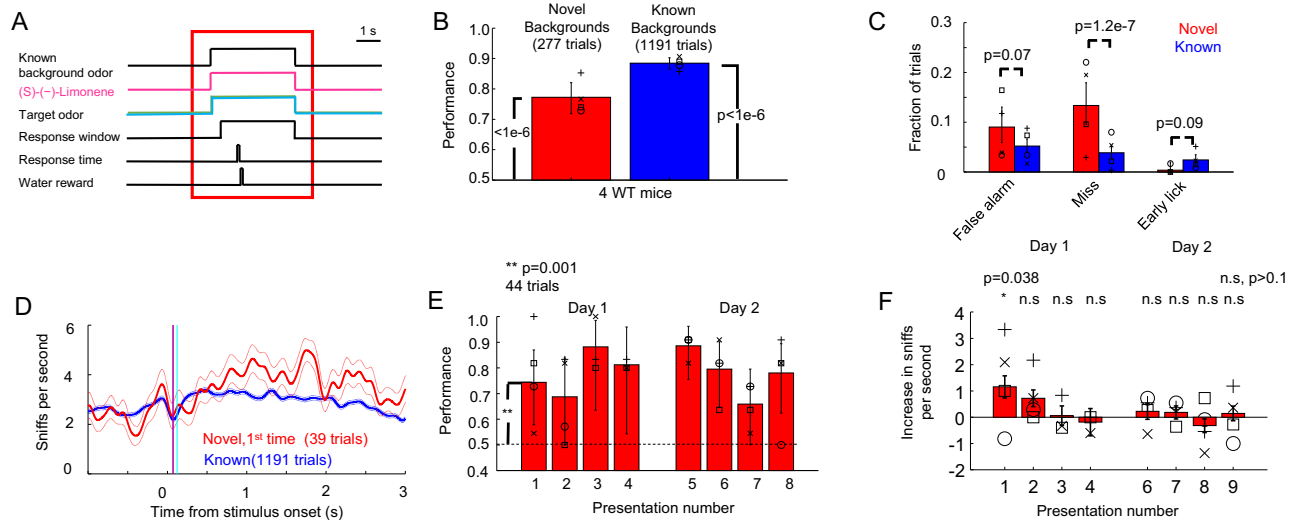 A
1 s
Known
background odor
(S)-(−)-Limonene
Target odor
Response window
Response time
Water reward
B
Novel
Backgrounds
(277 trials)
Known
Backgrounds
(1191 trials)
Performance
1.0
0.9
0.8
0.7
0.6
0.5
<1e-6
p<1e-6
4 WT mice
C
p=1.2e-7
Novel
Known
p=0.07
p=0.09
Fraction of trials
0.3
0.2
0.1
0
False alarm
Miss
Early lick
D
Sniffs per second
6
4
2
0
Novel,1st time (39 trials)
Known(1191 trials)
0
1
2
3
Time from stimulus onset (s)
E
** p=0.001
44 trials
Day 1
Day 2
Performance
1.0
0.9
0.8
0.7
0.6
0.5
0.4
**
1 2 3 4 5 6 7 8
Presentation number
F
Day 1
Day 2
p=0.038
n.s, p>0.1
* n.s n.s n.s n.s n.s n.s n.s
Increase in sniffs
per second
4
3
2
1
0
-1
-2
1 2 3 4 6 7 8 9
Presentation number